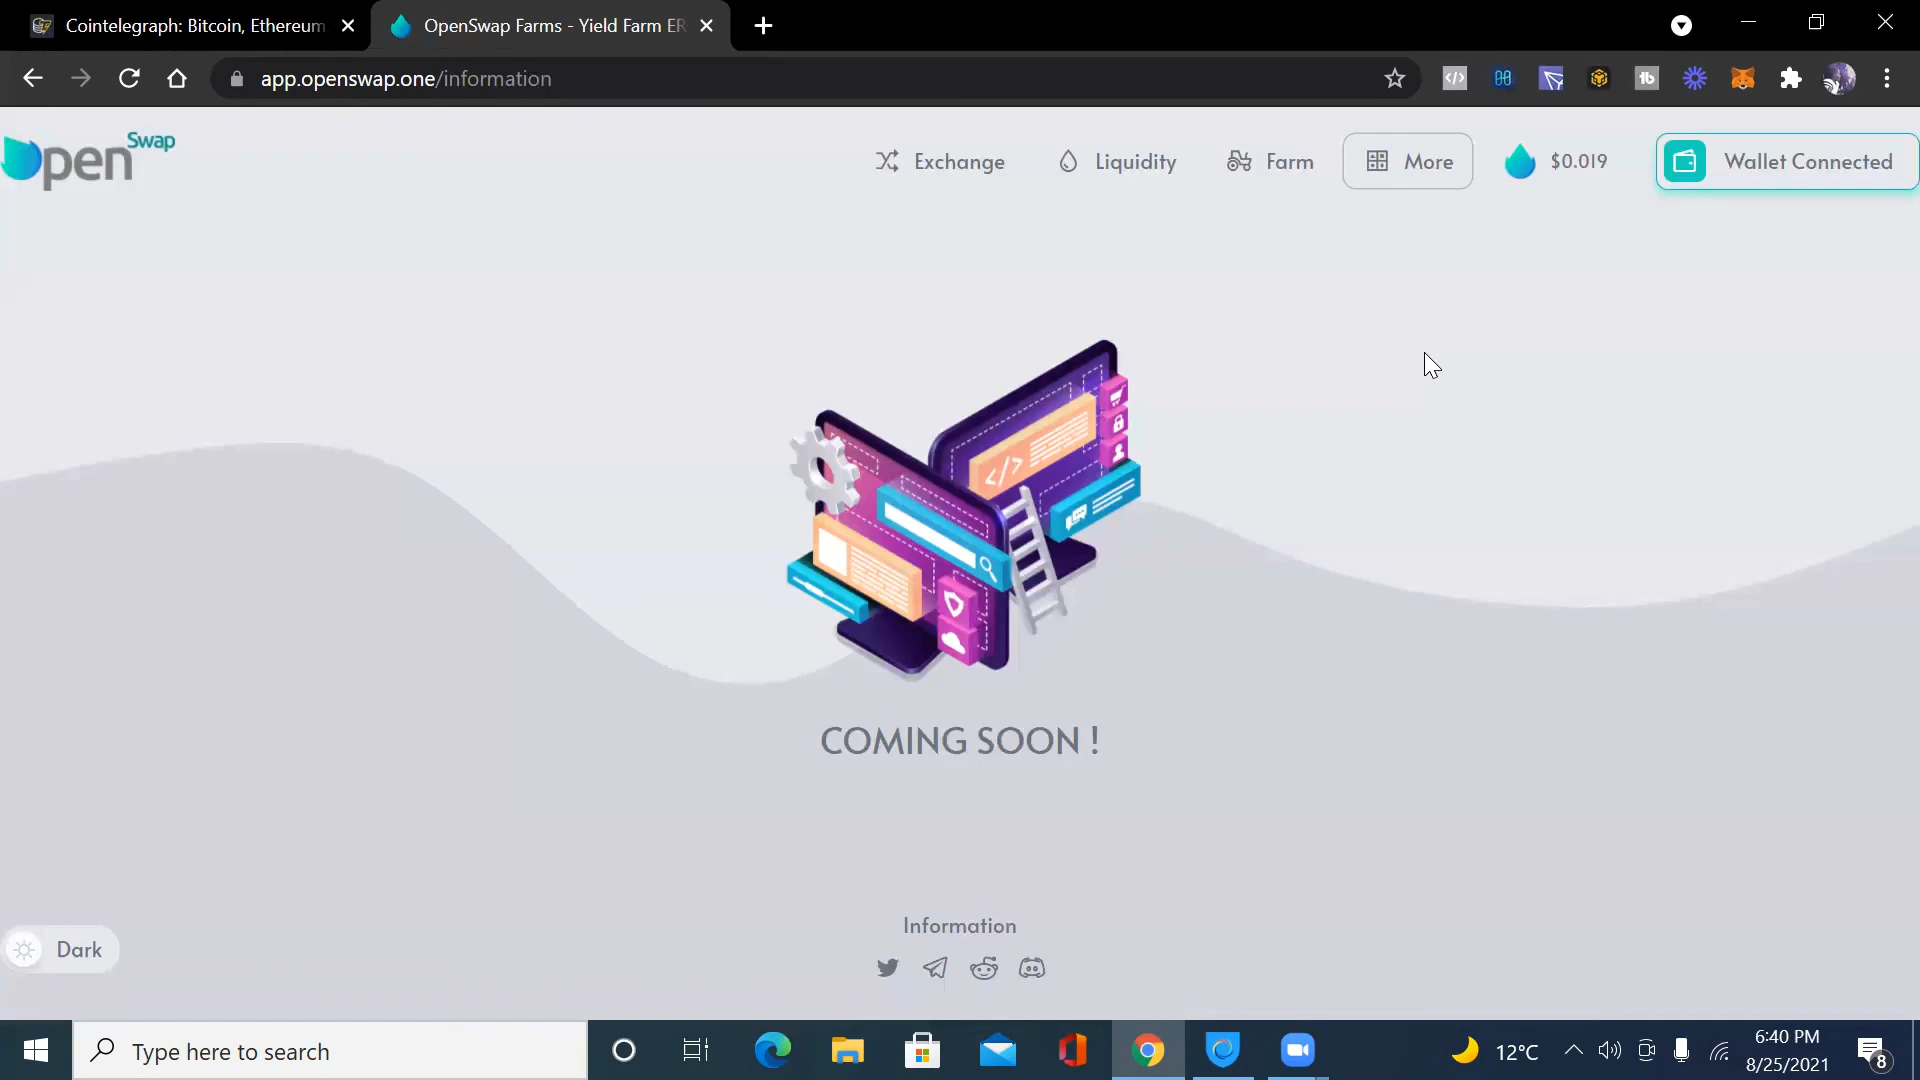 Cointelegraph: Bitcoin, Ethereum
OpenSwap Farms - Yield Farm ER
app.openswap.one/information
pen Swap
Exchange
Liquidity
Farm
More
$0.019
Wallet Connected
COMING SOON !
Information
Dark
Type here to search
12°C
6:40 PM
8/25/2021
8